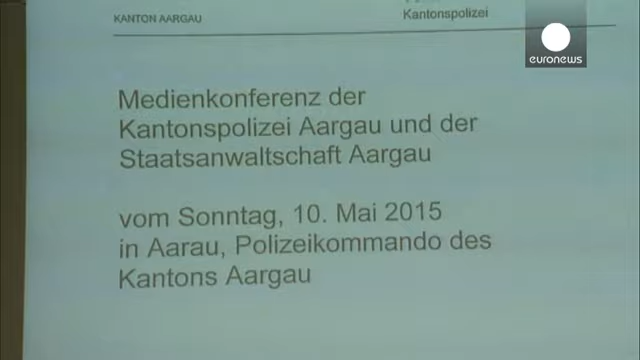 KANTON AARGAU
Kantonspolizei
euronews
Medienkonferenz der
Kantonspolizei Aargau und der
Staatsanwaltschaft Aargau
vom Sonntag, 10. Mai 2015
in Aarau, Polizeikommando des
Kantons Aargau